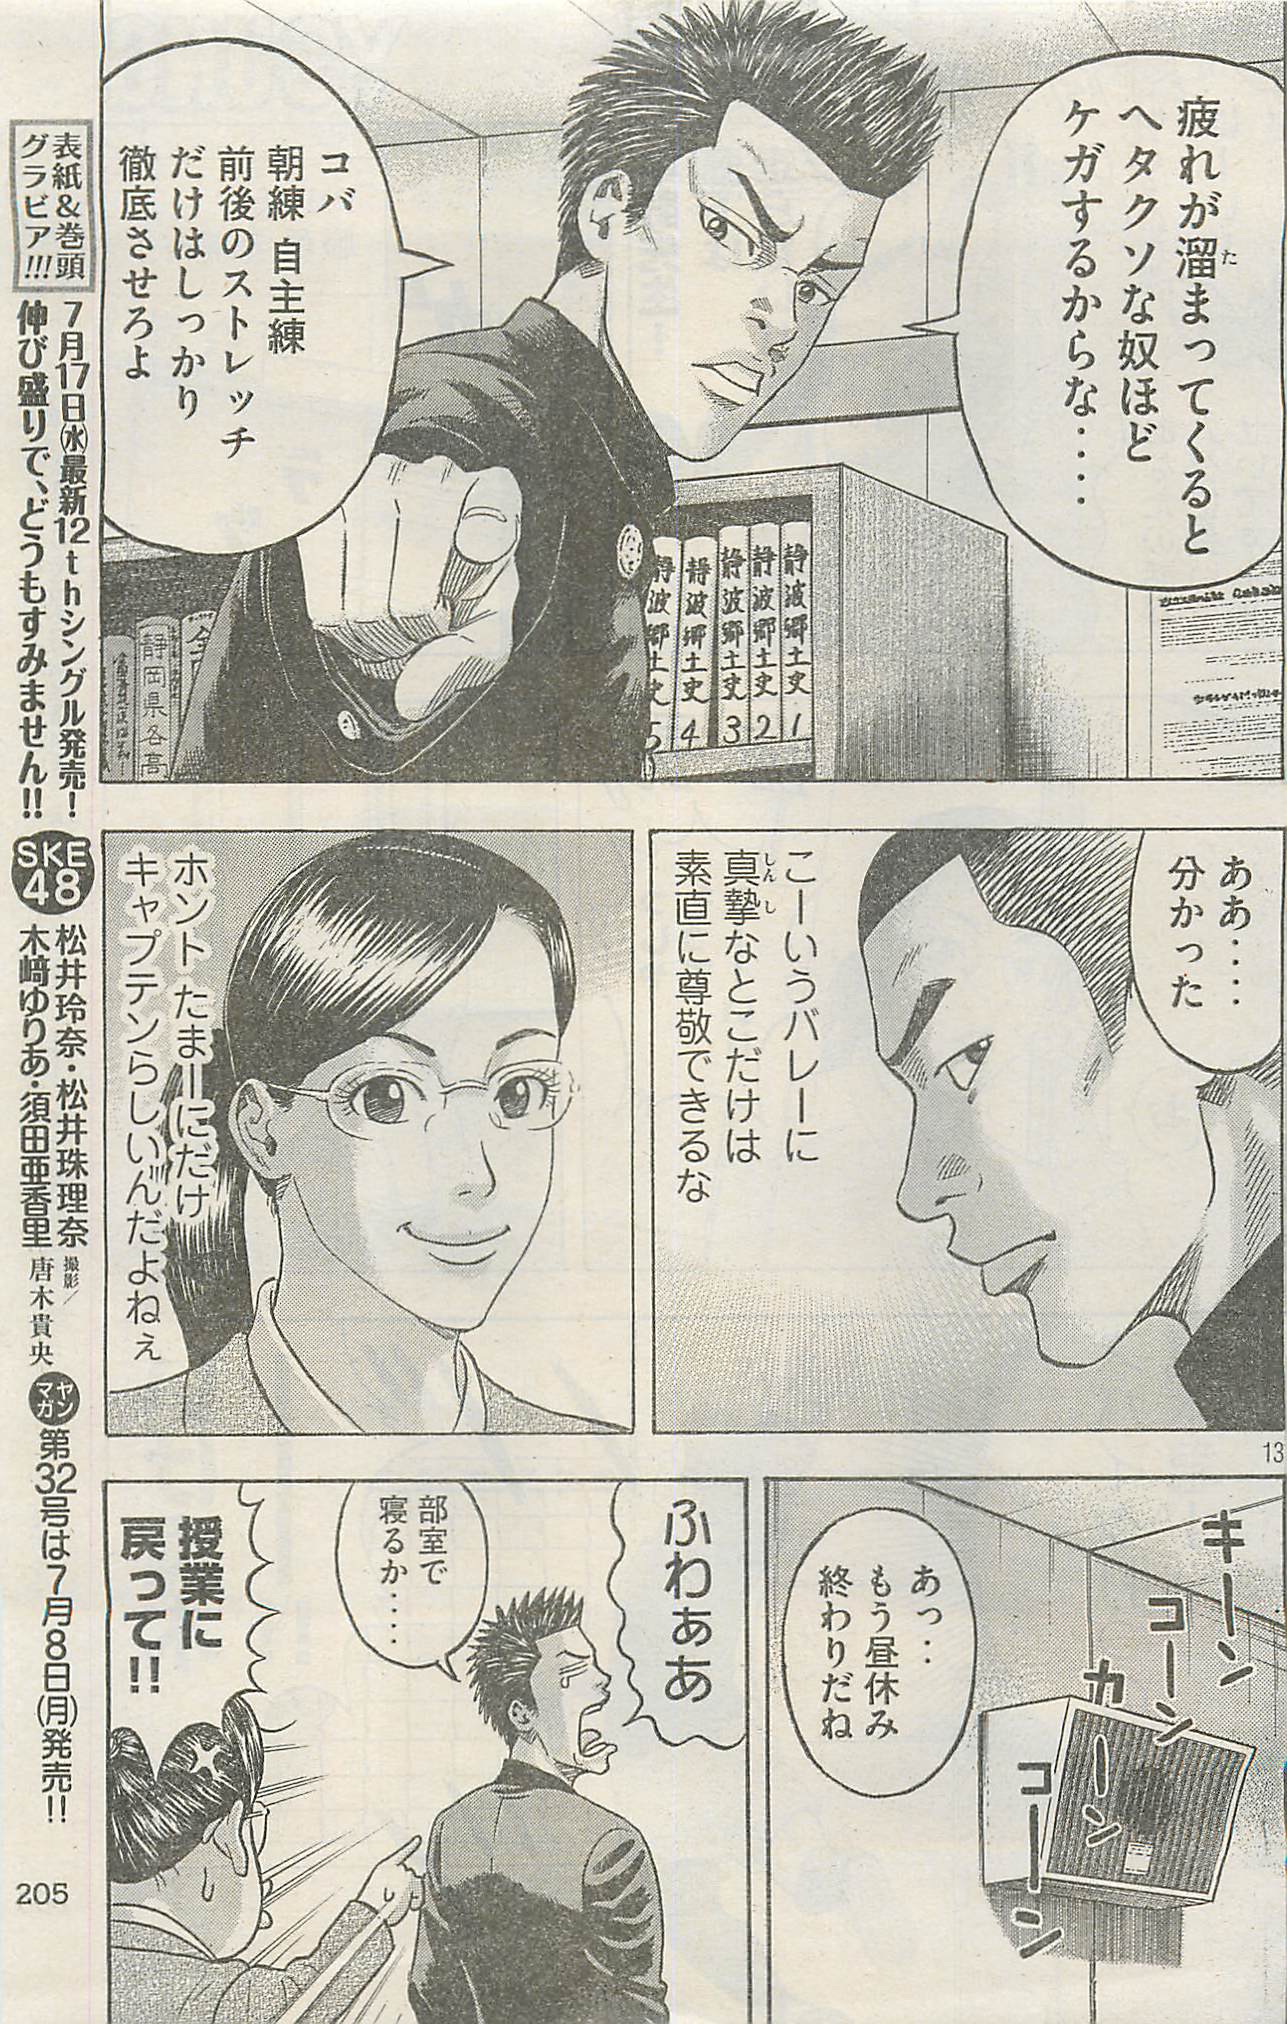 疲れが溜まってくると
た
ヘタクソな奴ほど
ケガするからな‥‥
コバ
朝練 自主練
前後のストレッチ
だけはしっかり
徹底させろよ
静波郷土史1
静波郷土史2
静波郷土史3
静波郷土史4
静波郷土史5
静岡県各高
ああ‥‥
分かった
こーいうバレーに
真摯なとこだけは
しんし
素直に尊敬できるな
ホント たまーにだけ
キャプテンらしいんだよねぇ
13
キーン
コーン
カーン
コーン
あっ‥
もう昼休み
終わりだね
ふわぁあ
部室で
寝るか‥‥
授業に
戻って!!
表紙&巻頭
グラビア!!!
7月17日(水)最新12thシングル発売!
伸び盛りで、どうもすみません!!
SKE
48
松井玲奈・松井珠理奈
木﨑ゆりあ・須田亜香里
撮影/
唐木貴央
ヤン
マガ
第32号は7月8日(月)発売!!
205